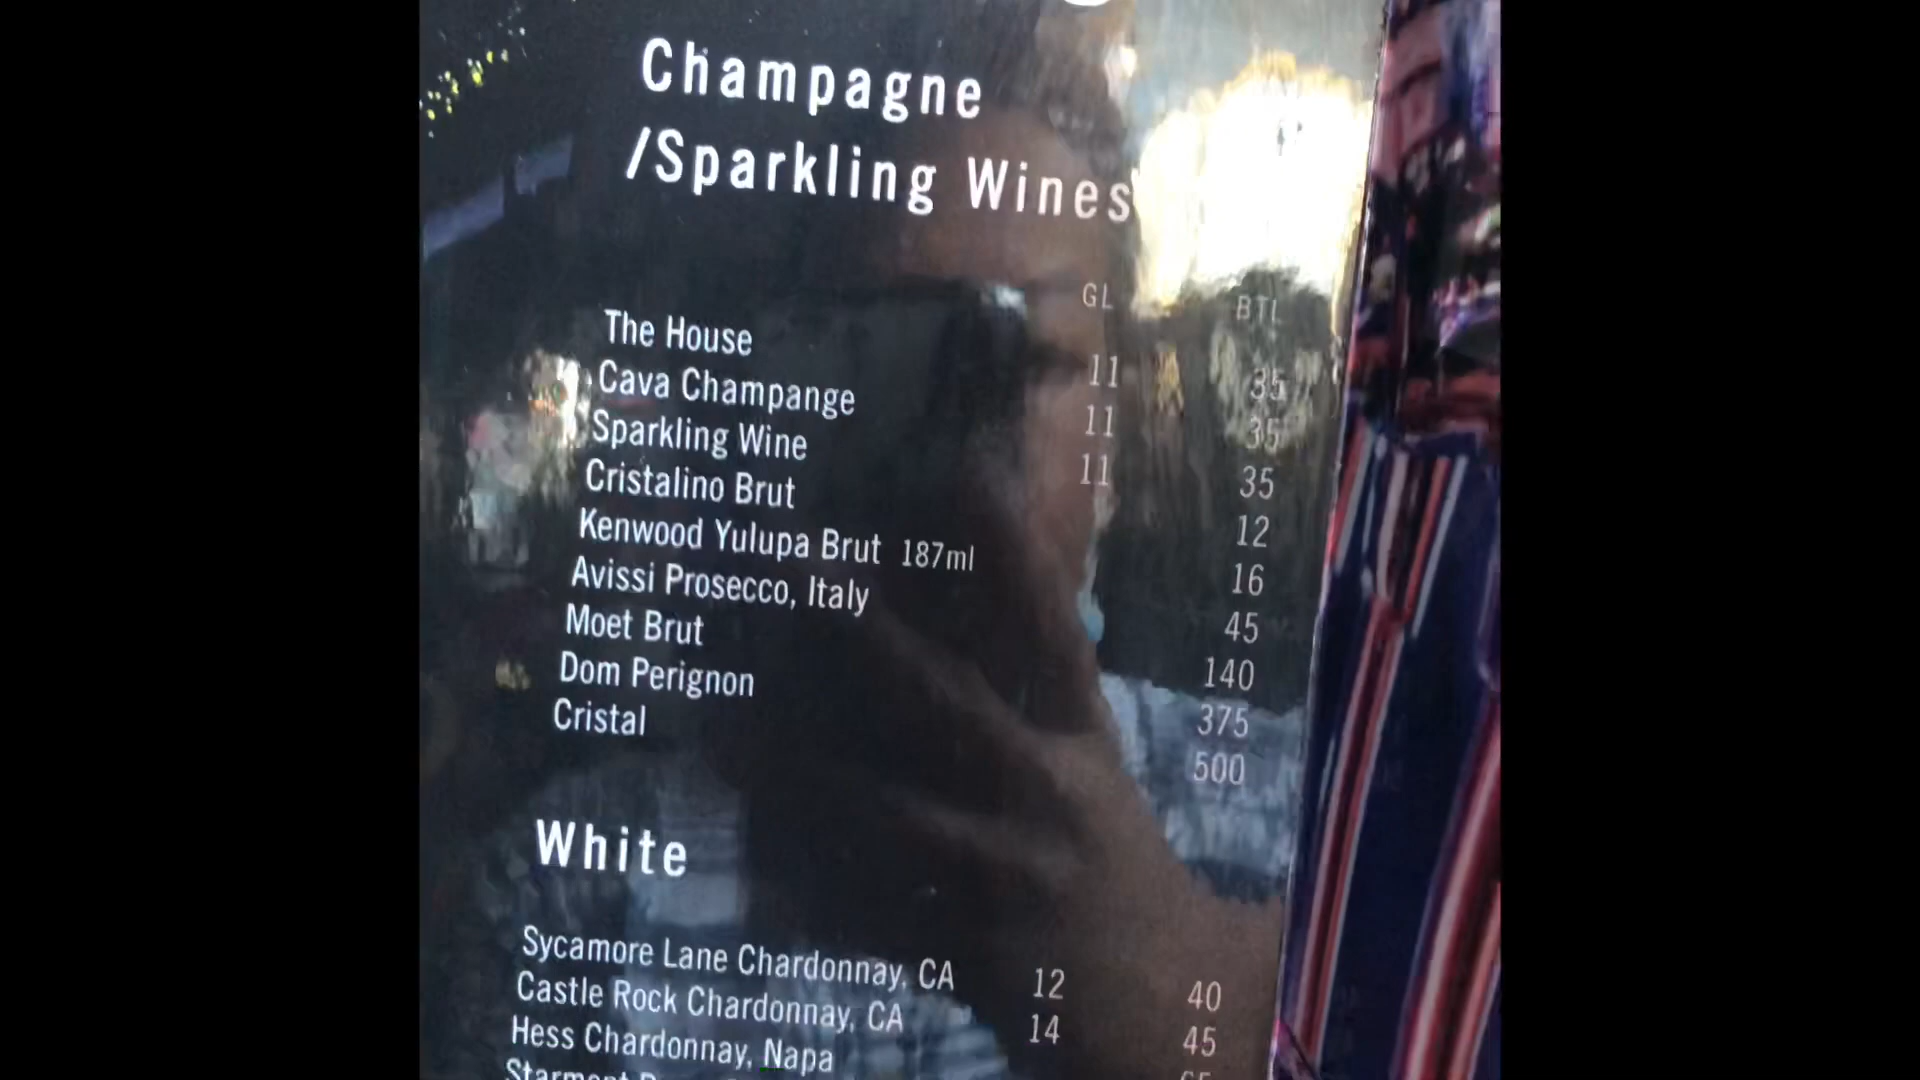 Champagne
/Sparkling Wines
GL BTL
The House 11 35
Cava Champange 11 35
Sparkling Wine 11 35
Cristalino Brut 12
Kenwood Yulupa Brut 187ml 16
Avissi Prosecco, Italy 45
Moet Brut 140
Dom Perignon 375
Cristal 500
White
Sycamore Lane Chardonnay, CA 12 40
Castle Rock Chardonnay, CA 14 45
Hess Chardonnay, Napa